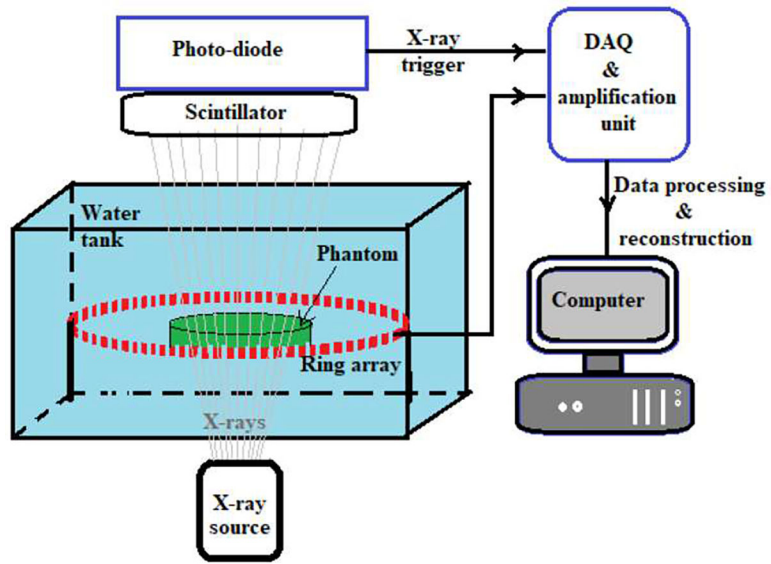 Photo-diode
X-ray
trigger
DAQ
&
amplification
unit
Scintillator
Water
tank
Data processing
&
reconstruction
Phantom
Computer
Ring array
X-rays
X-ray
source